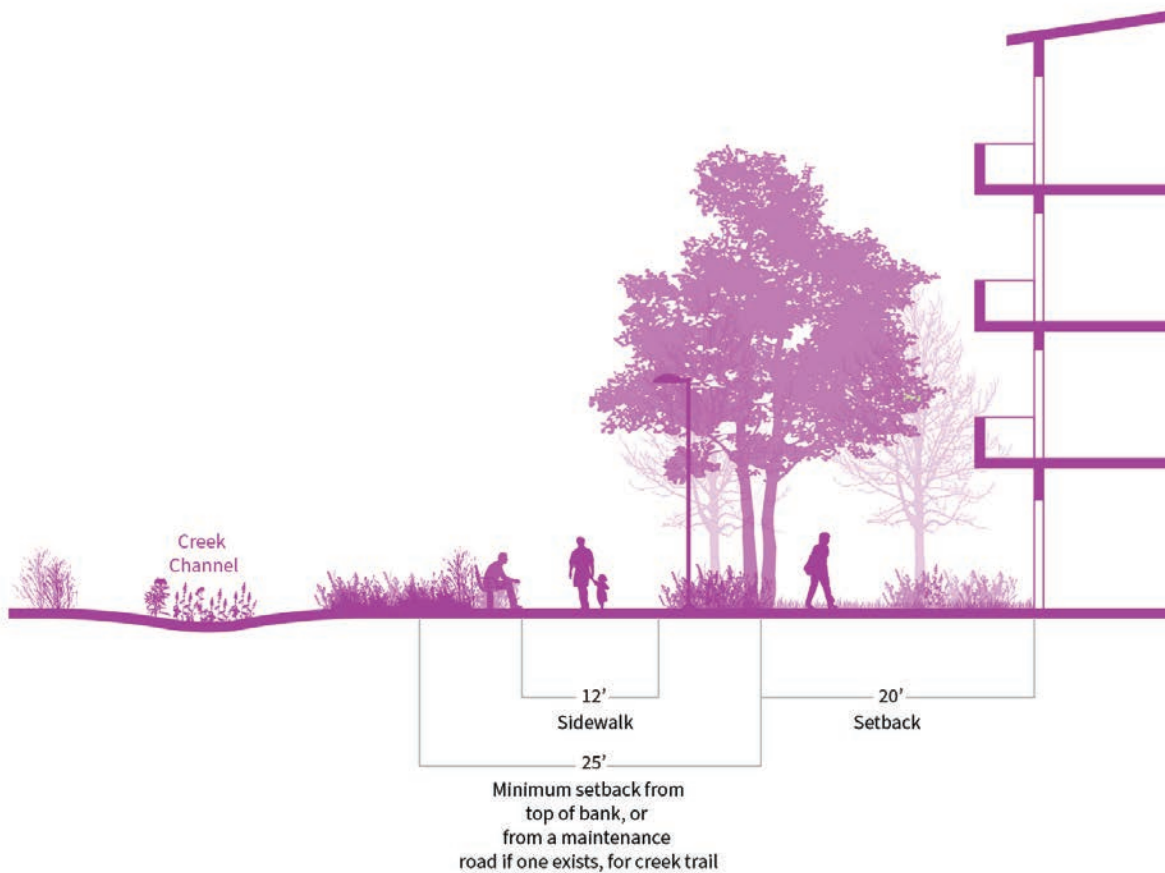 Creek
Channel
12’
Sidewalk
20’
Setback
25’
Minimum setback from
top of bank, or
from a maintenance
road if one exists, for creek trail